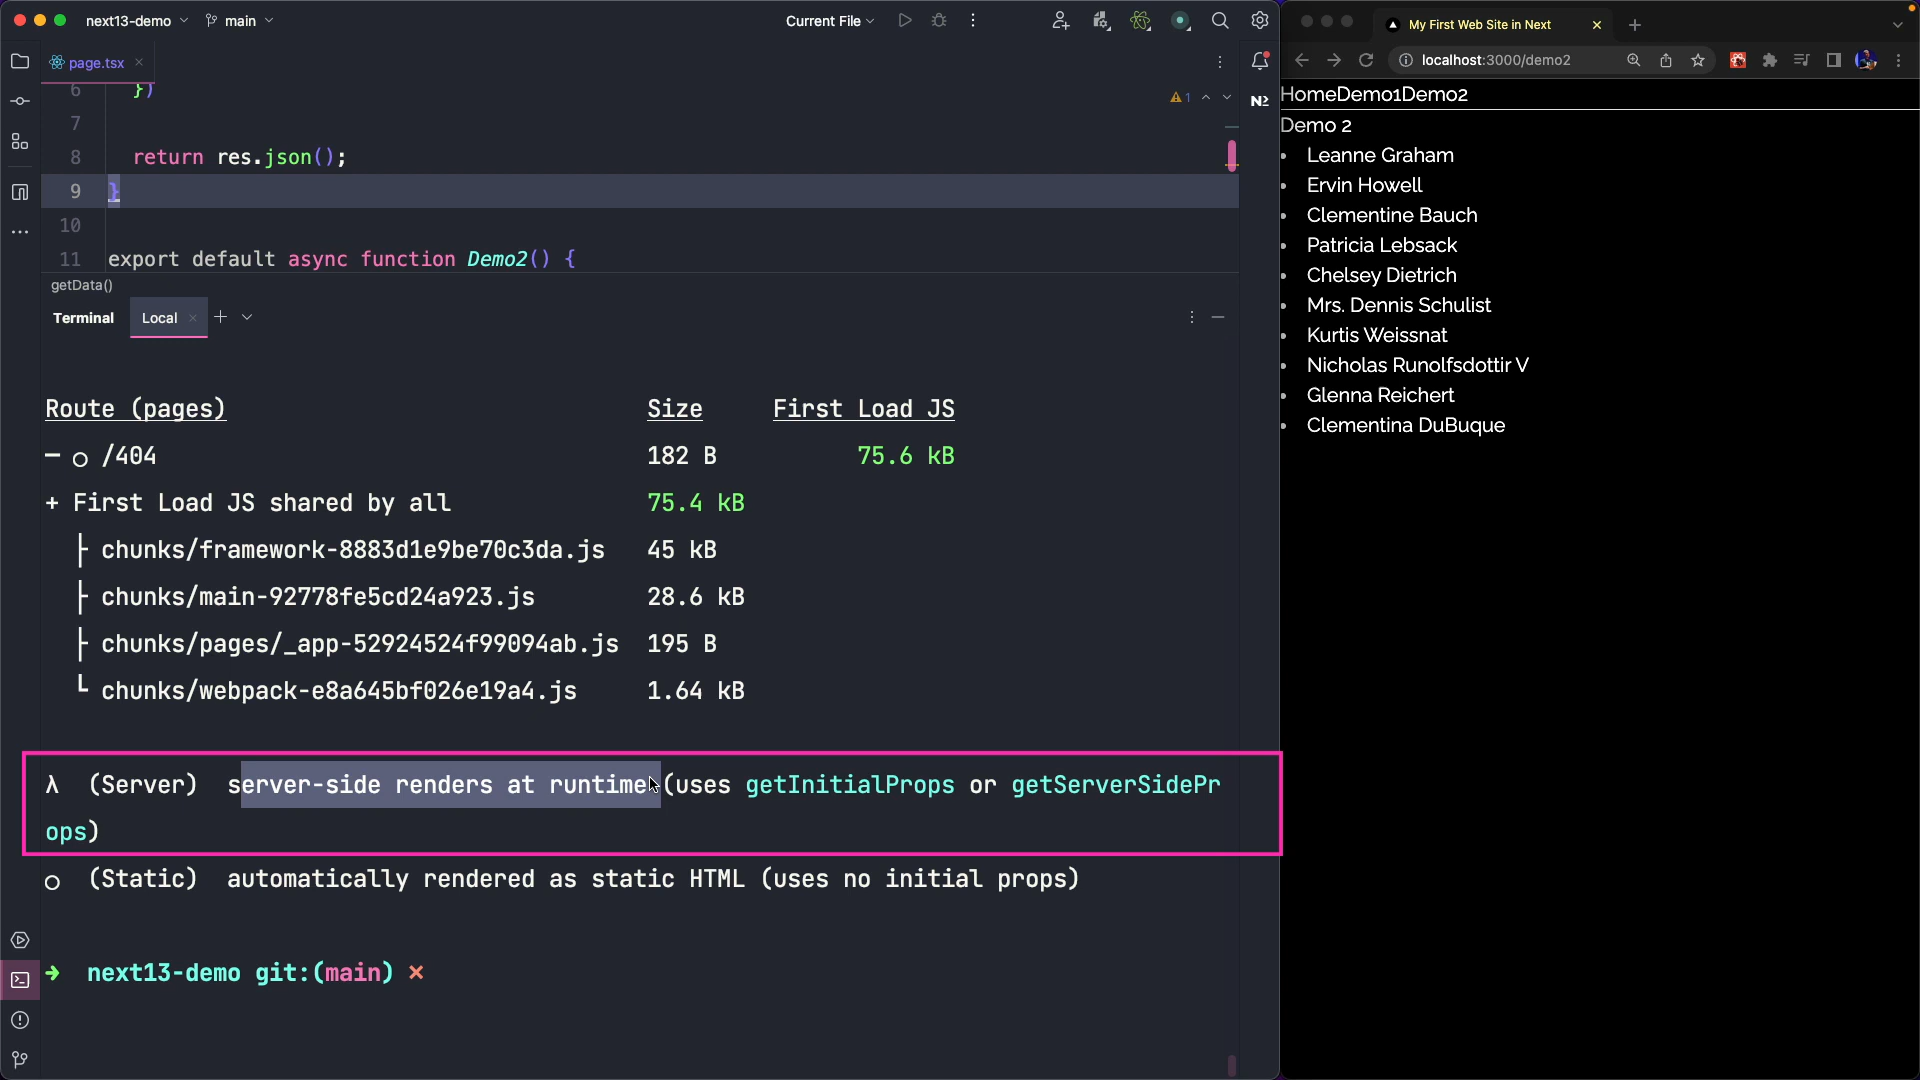 next13-demo main Current File
page.tsx
6 })
7
8 return res.json();
9 }
10
11 export default async function Demo2() {
1
getData()
Terminal Local
Route (pages) Size First Load JS
─ ○ /404 182 B 75.6 kB
+ First Load JS shared by all 75.4 kB
├ chunks/framework-8883d1e9be70c3da.js 45 kB
├ chunks/main-92778fe5cd24a923.js 28.6 kB
├ chunks/pages/_app-52924524f99094ab.js 195 B
└ chunks/webpack-e8a645bf026e19a4.js 1.64 kB
λ (Server) server-side renders at runtime (uses getInitialProps or getServerSidePr
ops)
○ (Static) automatically rendered as static HTML (uses no initial props)
➜ next13-demo git:(main) ✗
My First Web Site in Next
localhost:3000/demo2
HomeDemo1Demo2
Demo 2
• Leanne Graham
• Ervin Howell
• Clementine Bauch
• Patricia Lebsack
• Chelsey Dietrich
• Mrs. Dennis Schulist
• Kurtis Weissnat
• Nicholas Runolfsdottir V
• Glenna Reichert
• Clementina DuBuque